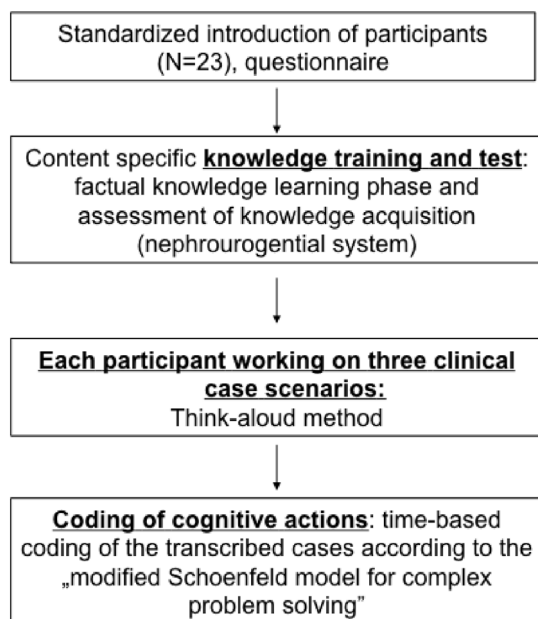 Standardized introduction of participants
(N=23), questionnaire
Content specific knowledge training and test:
factual knowledge learning phase and
assessment of knowledge acquisition
(nephrourogential system)
Each participant working on three clinical
case scenarios:
Think-aloud method
Coding of cognitive actions: time-based
coding of the transcribed cases according to the
„modified Schoenfeld model for complex
problem solving”